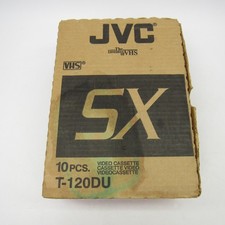 JVC
VHS
SX
10 PCS.
VIDEO CASSETTE
CASSETTE VIDEO
VIDEOCASSETTE
T-120DU